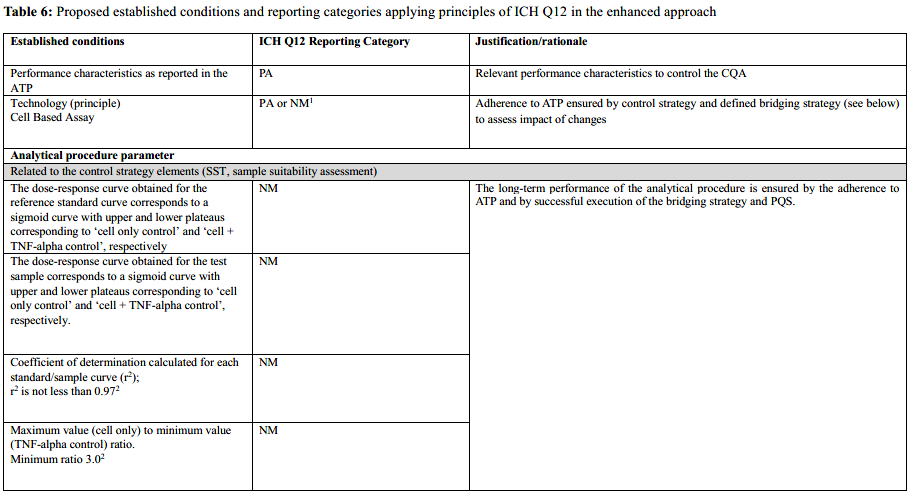 Table 6: Proposed established conditions and reporting categories applying principles of ICH Q12 in the enhanced approach
Established conditions
ICH Q12 Reporting Category
Justification/rationale
Performance characteristics as reported in the
ATP
PA
Relevant performance characteristics to control the CQA
Technology (principle)
Cell Based Assay
PA or NM¹
Adherence to ATP ensured by control strategy and defined bridging strategy (see below)
to assess impact of changes
Analytical procedure parameter
Related to the control strategy elements (SST, sample suitability assessment)
The dose-response curve obtained for the
reference standard curve corresponds to a
sigmoid curve with upper and lower plateaus
corresponding to ‘cell only control’ and ‘cell +
TNF-alpha control’, respectively
NM
The long-term performance of the analytical procedure is ensured by the adherence to
ATP and by successful execution of the bridging strategy and PQS.
The dose-response curve obtained for the test
sample corresponds to a sigmoid curve with
upper and lower plateaus corresponding to ‘cell
only control’ and ‘cell + TNF-alpha control’,
respectively.
NM
Coefficient of determination calculated for each
standard/sample curve (r²);
r² is not less than 0.97²
NM
Maximum value (cell only) to minimum value
(TNF-alpha control) ratio.
Minimum ratio 3.0²
NM